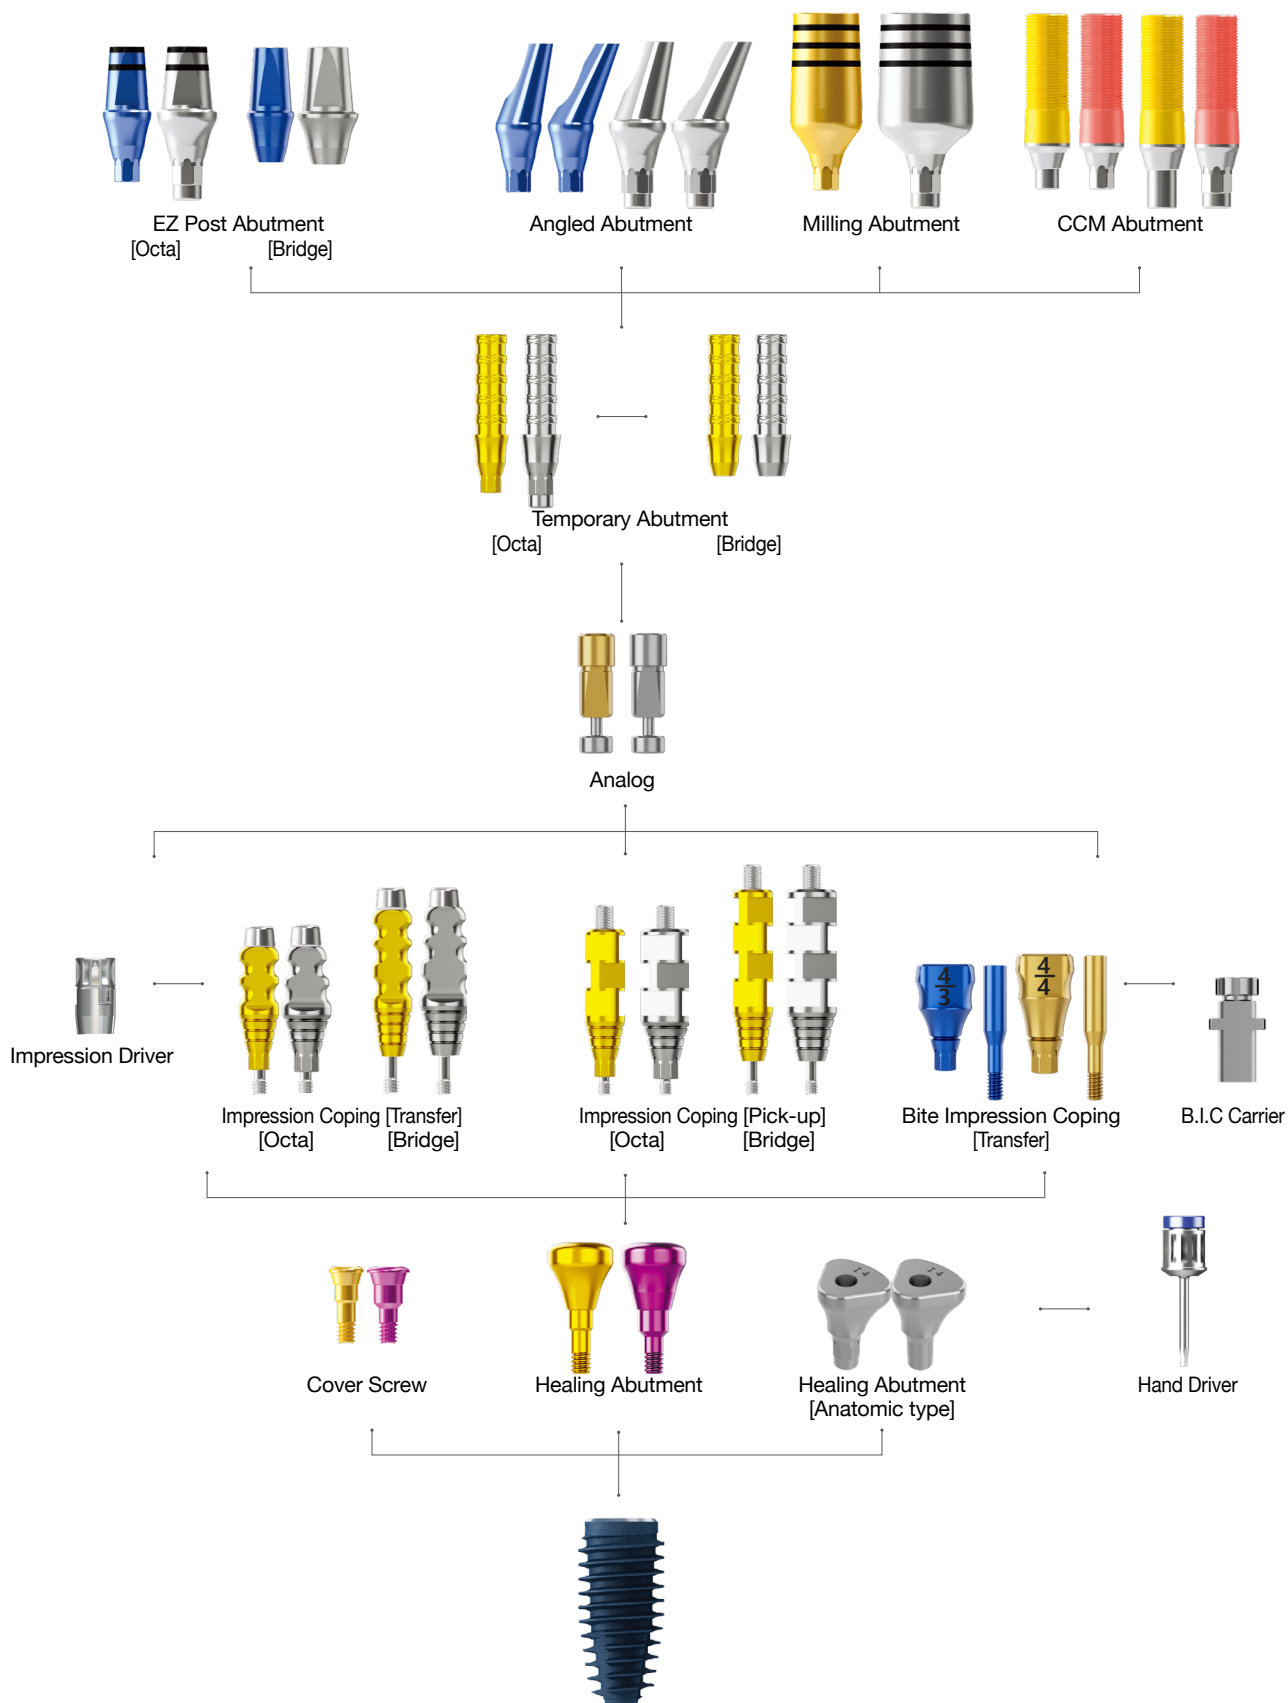 EZ Post Abutment
[Octa] [Bridge]
Angled Abutment
Milling Abutment
CCM Abutment
Temporary Abutment
[Octa] [Bridge]
Analog
4
3
4
4
Impression Driver
Impression Coping [Transfer]
[Octa] [Bridge]
Impression Coping [Pick-up]
[Octa] [Bridge]
Bite Impression Coping
[Transfer]
B.I.C Carrier
Cover Screw
Healing Abutment
Healing Abutment
[Anatomic type]
Hand Driver